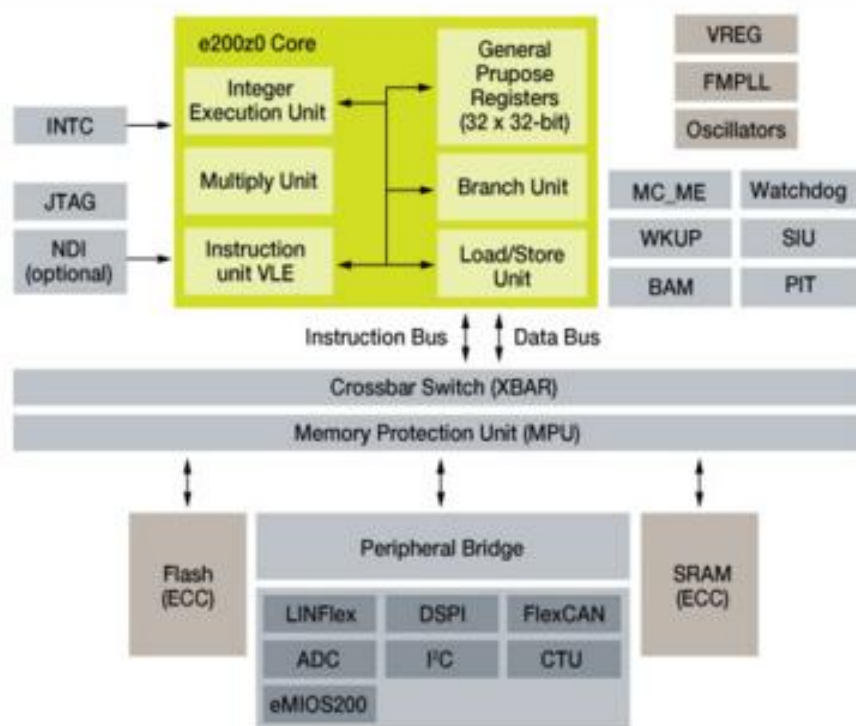 e200z0 Core
Integer
Execution Unit
Multiply Unit
Instruction
unit VLE
General
Prupose
Registers
(32 x 32-bit)
Branch Unit
Load/Store
Unit
INTC
JTAG
NDI
(optional)
VREG
FMPLL
Oscillators
MC_ME
Watchdog
WKUP
SIU
BAM
PIT
Instruction Bus
Data Bus
Crossbar Switch (XBAR)
Memory Protection Unit (MPU)
Flash
(ECC)
Peripheral Bridge
LINFlex
DSPI
FlexCAN
ADC
I²C
CTU
eMIOS200
SRAM
(ECC)